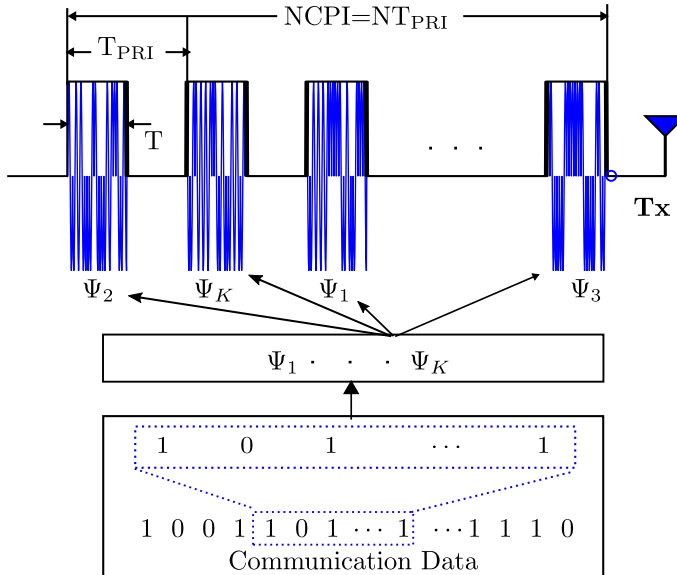 NCPI=NT_PRI
T_PRI
T
. . .
Tx
Ψ_2 Ψ_K Ψ_1 Ψ_3
Ψ_1 . . . Ψ_K
1 0 1 ··· 1
1 0 0 1 1 0 1 ··· 1 ···1 1 1 0
Communication Data